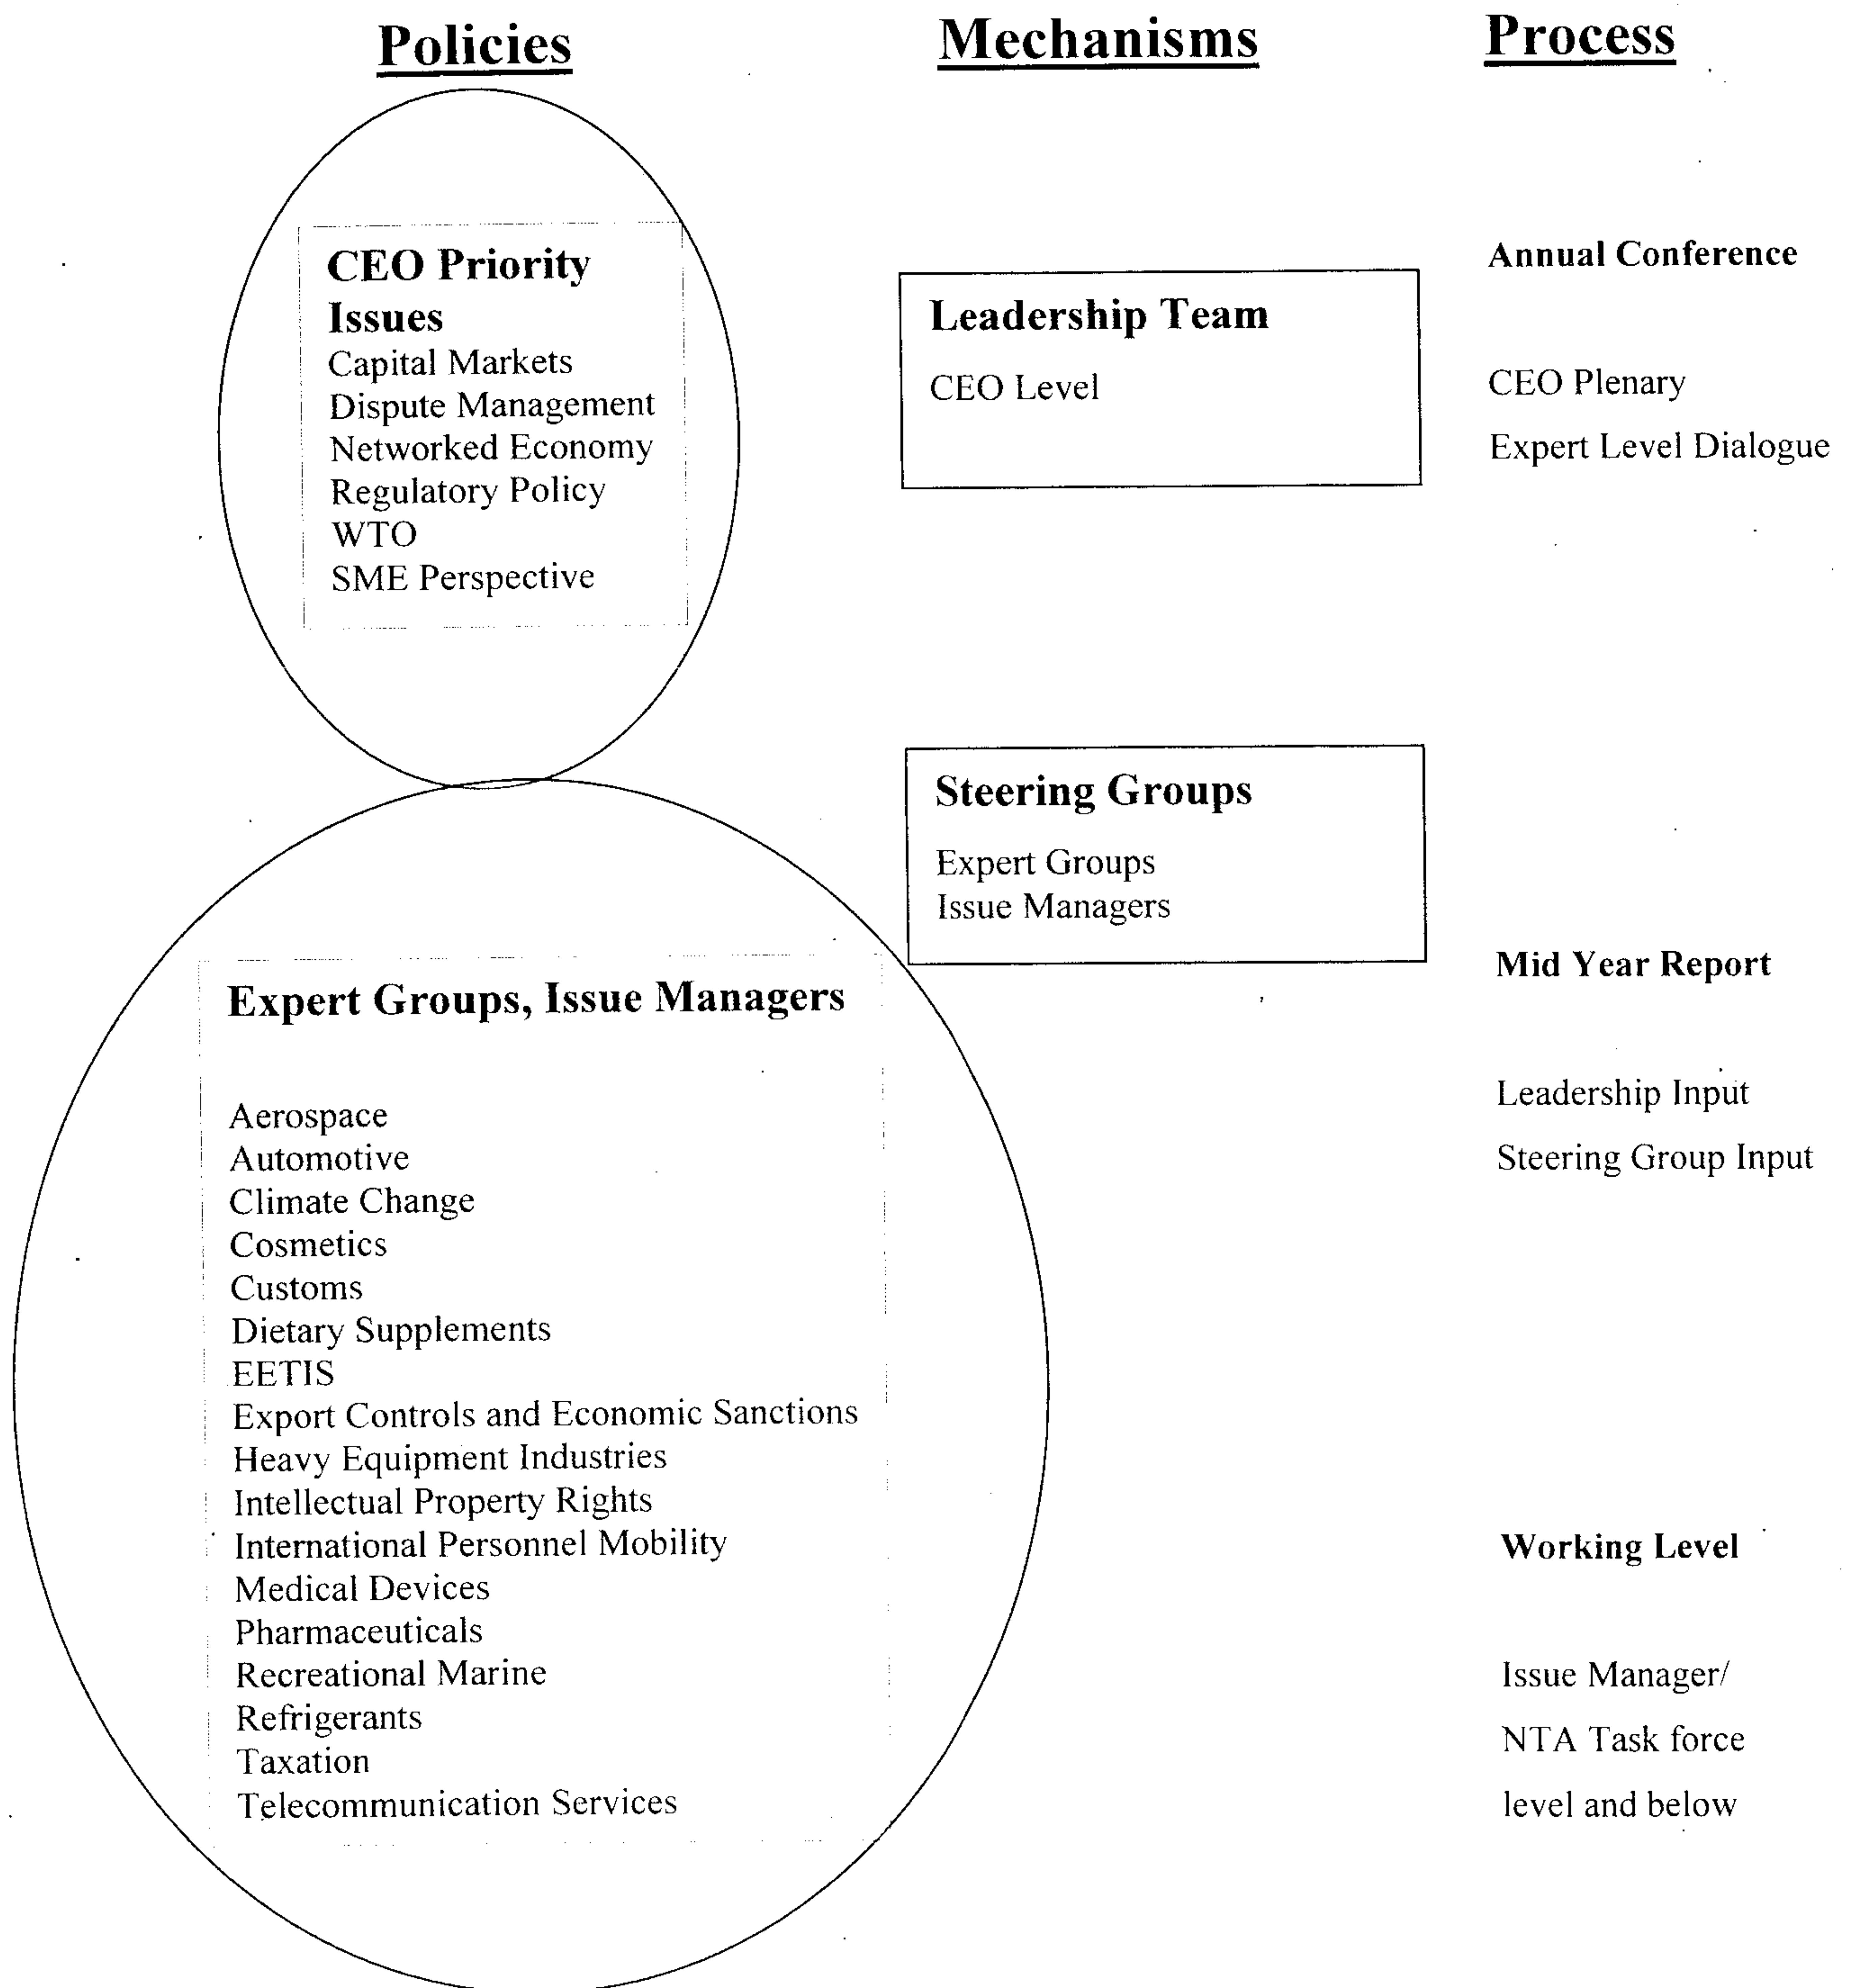 Policies
Mechanisms
Process
CEO Priority
Issues
Capital Markets
Dispute Management
Networked Economy
Regulatory Policy
WTO
SME Perspective
Leadership Team
CEO Level
Annual Conference
CEO Plenary
Expert Level Dialogue
Steering Groups
Expert Groups
Issue Managers
Expert Groups, Issue Managers
Aerospace
Automotive
Climate Change
Cosmetics
Customs
Dietary Supplements
EETIS
Export Controls and Economic Sanctions
Heavy Equipment Industries
Intellectual Property Rights
International Personnel Mobility
Medical Devices
Pharmaceuticals
Recreational Marine
Refrigerants
Taxation
Telecommunication Services
Mid Year Report
Leadership Input
Steering Group Input
Working Level
Issue Manager/
NTA Task force
level and below